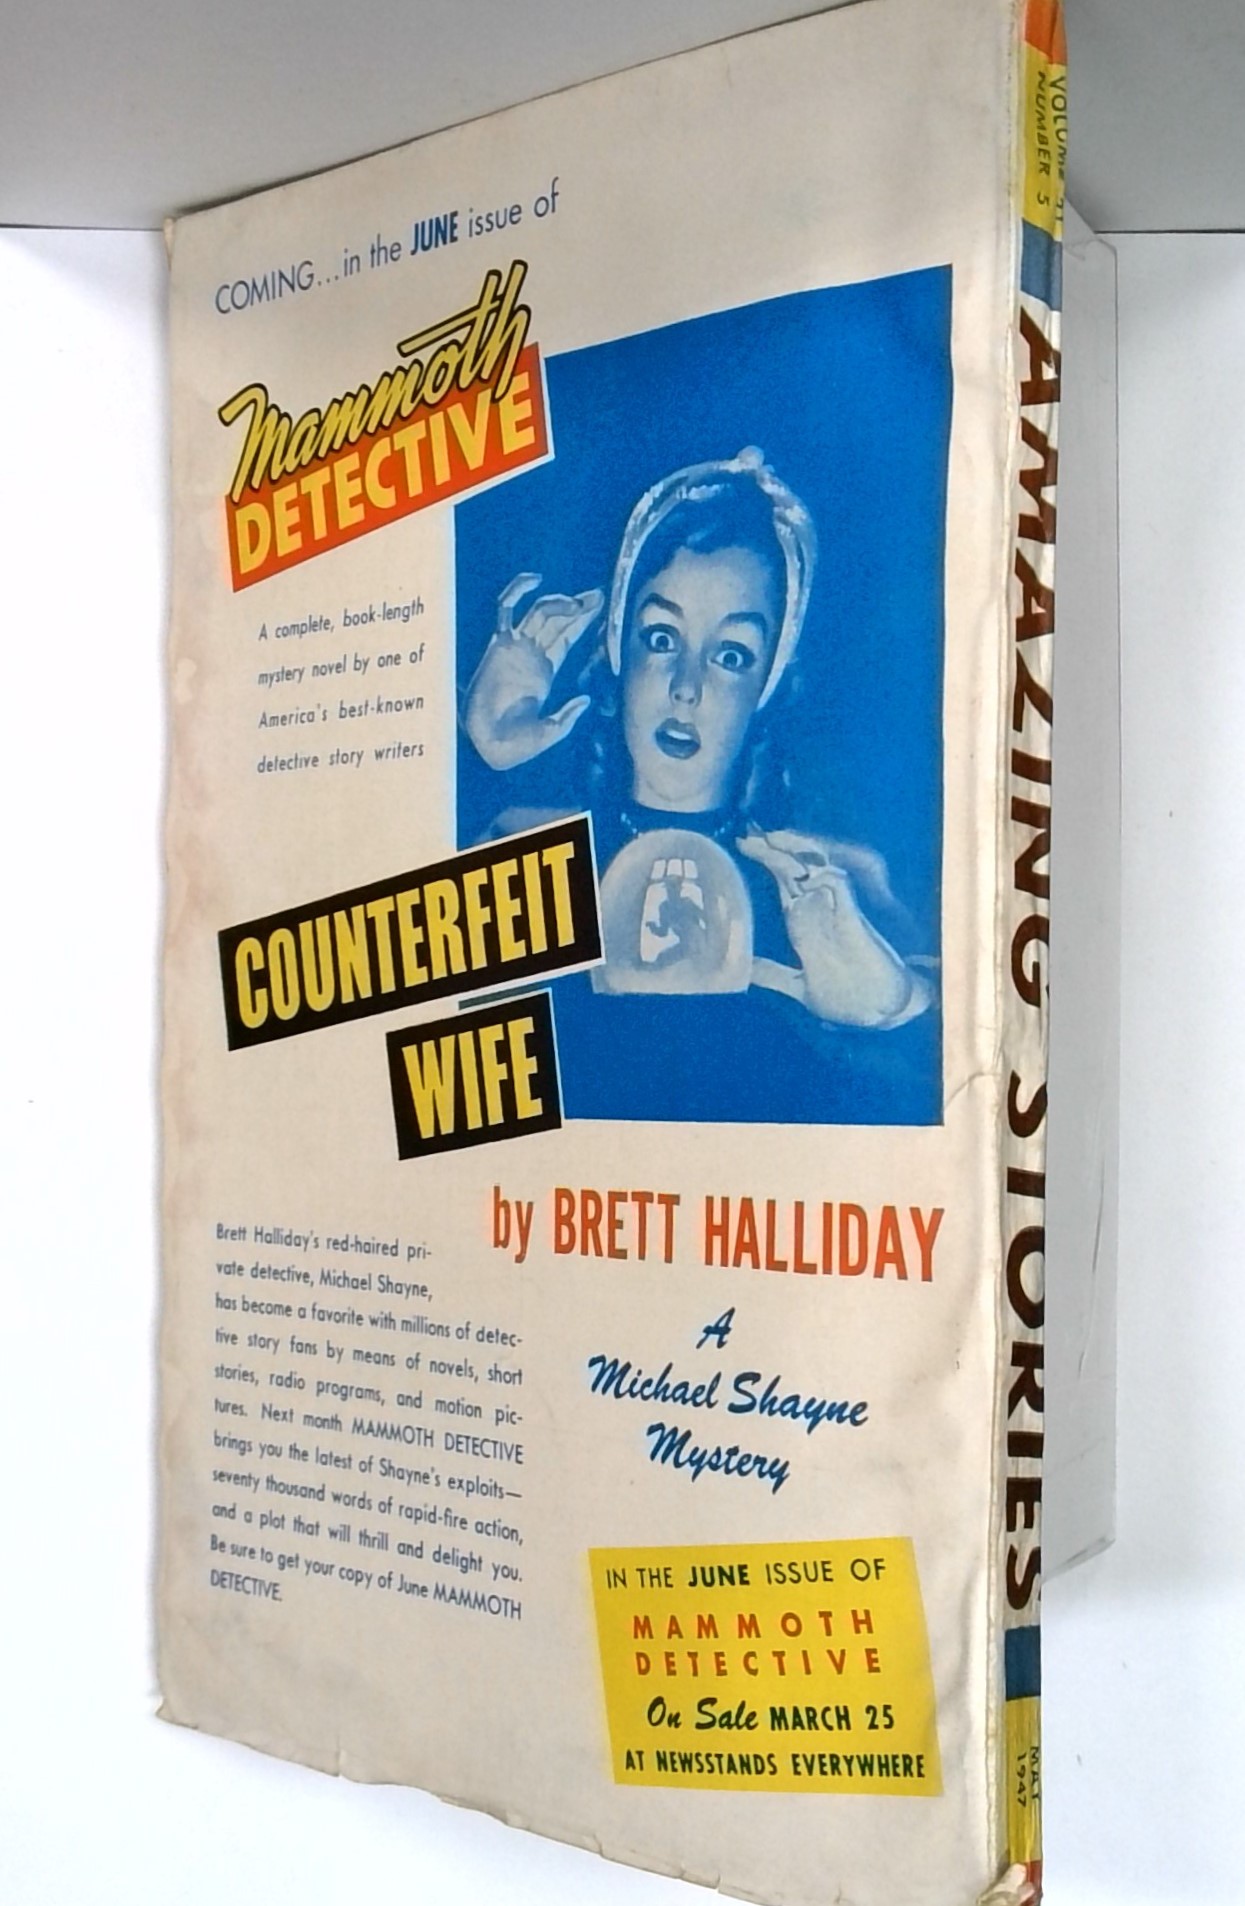 COMING...in the JUNE issue of
Mammoth
DETECTIVE
A complete, book-length
mystery novel by one of
America's best-known
detective story writers
COUNTERFEIT
WIFE
by BRETT HALLIDAY
Brett Halliday's red-haired pri-
vate detective, Michael Shayne,
has become a favorite with millions of detec-
tive story fans by means of novels, short
stories, radio programs, and motion pic-
tures. Next month MAMMOTH DETECTIVE
brings you the latest of Shayne's exploits—
seventy thousand words of rapid-fire action,
and a plot that will thrill and delight you.
Be sure to get your copy of June MAMMOTH
DETECTIVE.
A
Michael Shayne
Mystery
IN THE JUNE ISSUE OF
MAMMOTH
DETECTIVE
On Sale MARCH 25
AT NEWSSTANDS EVERYWHERE
VOLUME 21
NUMBER 5
AMAZING STORIES
MAY
1947